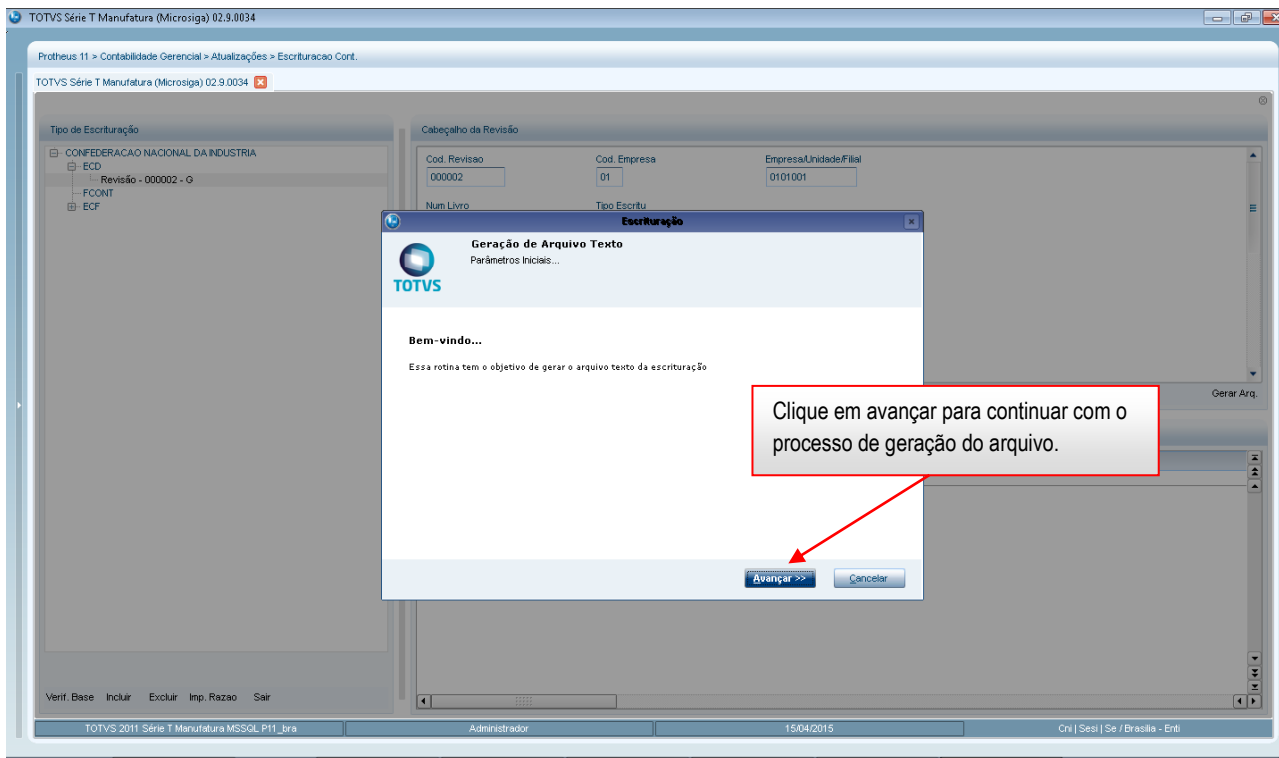 TOTVS Série T Manufatura (Microsiga) 02.9.0034
Protheus 11 > Contabilidade Gerencial > Atualizações > Escrituracao Cont.
TOTVS Série T Manufatura (Microsiga) 02.9.0034
Tipo de Escrituração
CONFEDERACAO NACIONAL DA INDUSTRIA
ECD
Revisão - 000002 - G
FCONT
ECF
Cabeçalho da Revisão
Cod. Revisao
Cod. Empresa
Empresa/Unidade/Filial
000002
01
0101001
Num Livro
Tipo Escritu
Escrituração
Geração de Arquivo Texto
Parâmetros Iniciais...
TOTVS
Bem-vindo...
Essa rotina tem o objetivo de gerar o arquivo texto da escrituração
Gerar Arq.
Clique em avançar para continuar com o
processo de geração do arquivo.
Avançar >>
Cancelar
Verif. Base Incluir Excluir Imp. Razao Sair
TOTVS 2011 Série T Manufatura MSSQL P11_bra
Administrador
15/04/2015
Cni | Sesi | Se / Brasilia - Enti